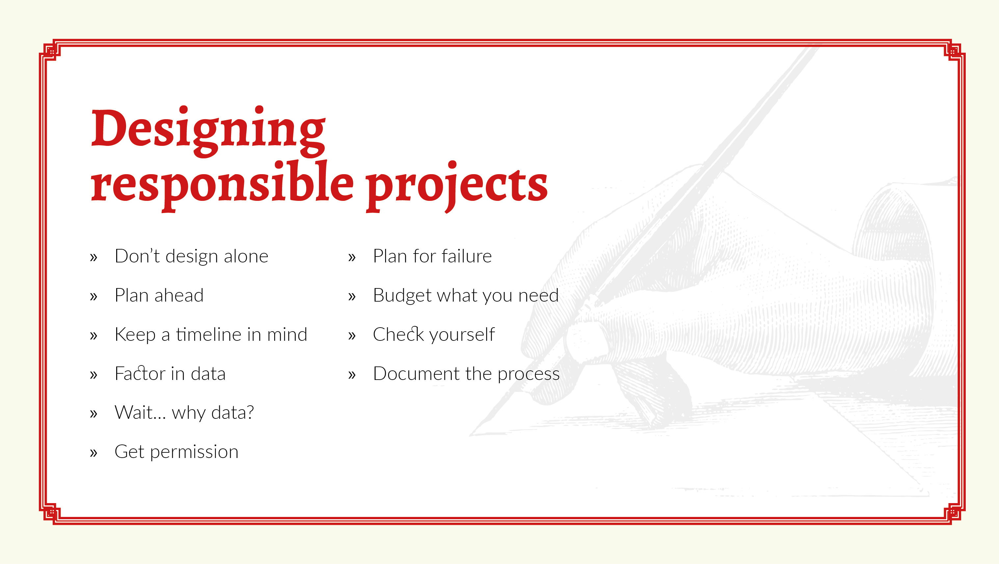 Designing
responsible projects
» Don’t design alone
» Plan ahead
» Keep a timeline in mind
» Factor in data
» Wait... why data?
» Get permission
» Plan for failure
» Budget what you need
» Check yourself
» Document the process